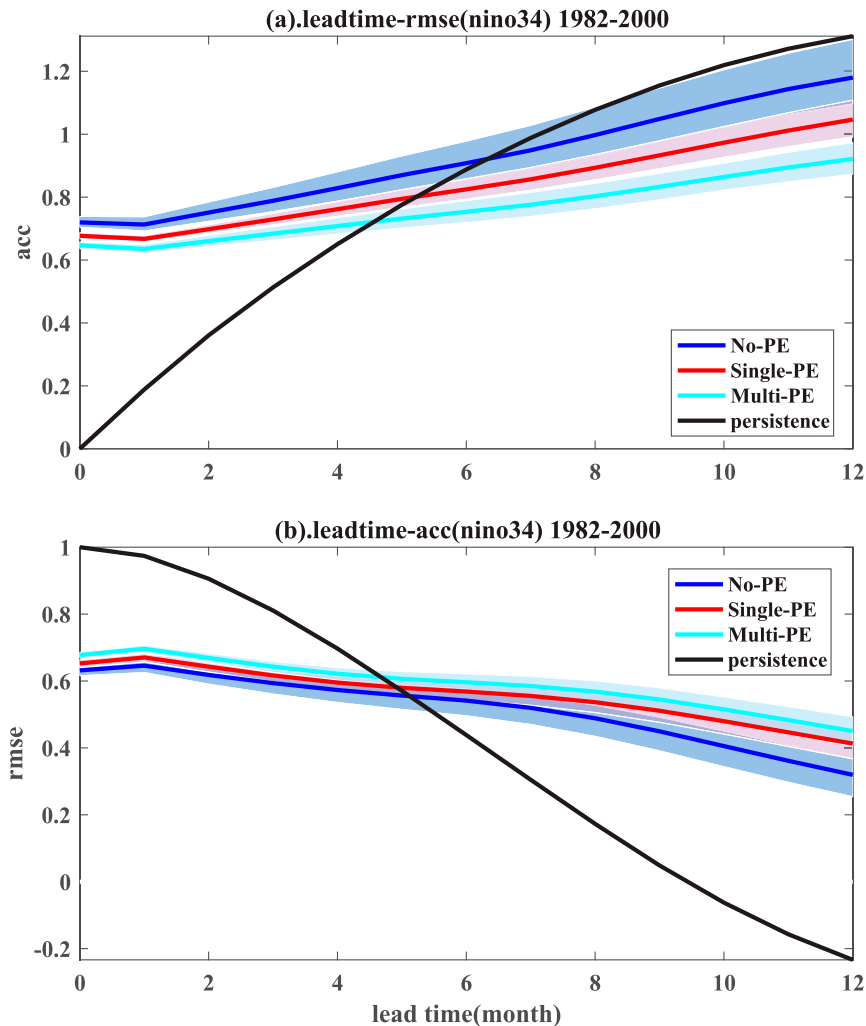 (a).leadtime-rmse(nino34) 1982-2000
1.2
1
0.8
0.6
0.4
0.2
0
acc
No-PE
Single-PE
Multi-PE
persistence
0 2 4 6 8 10 12
(b).leadtime-acc(nino34) 1982-2000
1
0.8
0.6
0.4
0.2
0
-0.2
rmse
No-PE
Single-PE
Multi-PE
persistence
0 2 4 6 8 10 12
lead time(month)